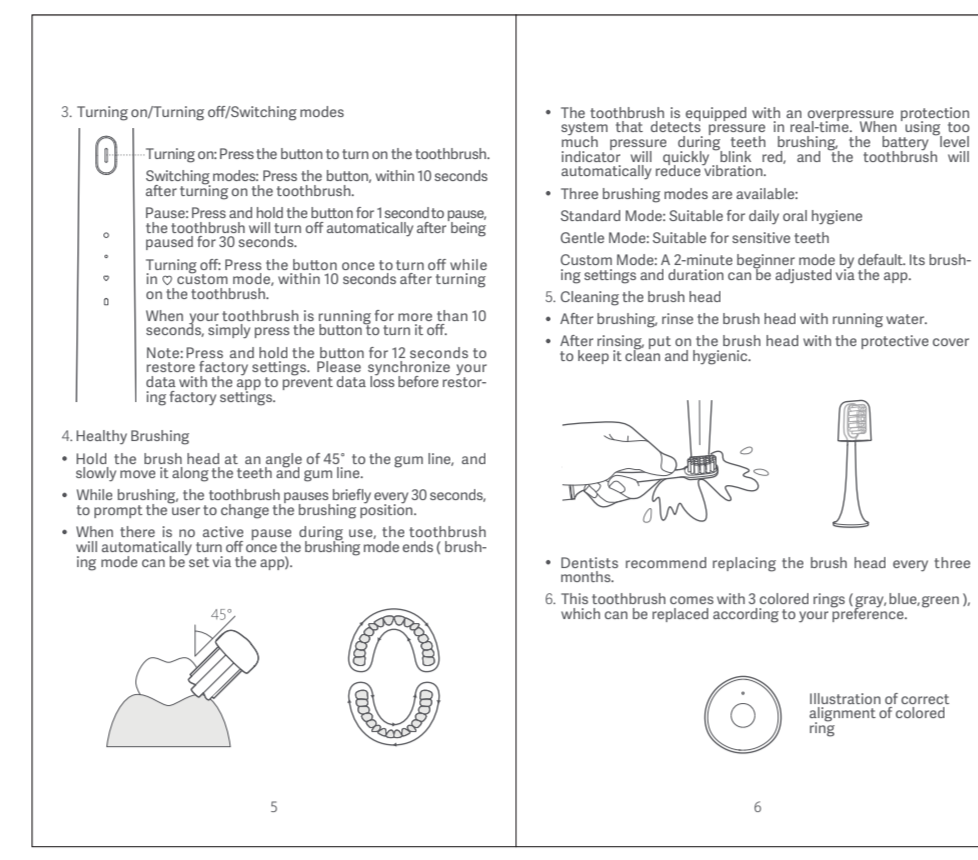 3. Turning on/Turning off/Switching modes
Turning on: Press the button to turn on the toothbrush.
Switching modes: Press the button, within 10 seconds
after turning on the toothbrush.
Pause: Press and hold the button for 1 second to pause,
the toothbrush will turn off automatically after being
paused for 30 seconds.
Turning off: Press the button once to turn off while
in ♡ custom mode, within 10 seconds after turning
on the toothbrush.
When your toothbrush is running for more than 10
seconds, simply press the button to turn it off.
Note: Press and hold the button for 12 seconds to
restore factory settings. Please synchronize your
data with the app to prevent data loss before restor-
ing factory settings.
4. Healthy Brushing
• Hold the brush head at an angle of 45° to the gum line, and
slowly move it along the teeth and gum line.
• While brushing, the toothbrush pauses briefly every 30 seconds,
to prompt the user to change the brushing position.
• When there is no active pause during use, the toothbrush
will automatically turn off once the brushing mode ends ( brush-
ing mode can be set via the app).
45°
5
• The toothbrush is equipped with an overpressure protection
system that detects pressure in real-time. When using too
much pressure during teeth brushing, the battery level
indicator will quickly blink red, and the toothbrush will
automatically reduce vibration.
• Three brushing modes are available:
Standard Mode: Suitable for daily oral hygiene
Gentle Mode: Suitable for sensitive teeth
Custom Mode: A 2-minute beginner mode by default. Its brush-
ing settings and duration can be adjusted via the app.
5. Cleaning the brush head
• After brushing, rinse the brush head with running water.
• After rinsing, put on the brush head with the protective cover
to keep it clean and hygienic.
• Dentists recommend replacing the brush head every three
months.
6. This toothbrush comes with 3 colored rings ( gray, blue, green ),
which can be replaced according to your preference.
Illustration of correct
alignment of colored
ring
6